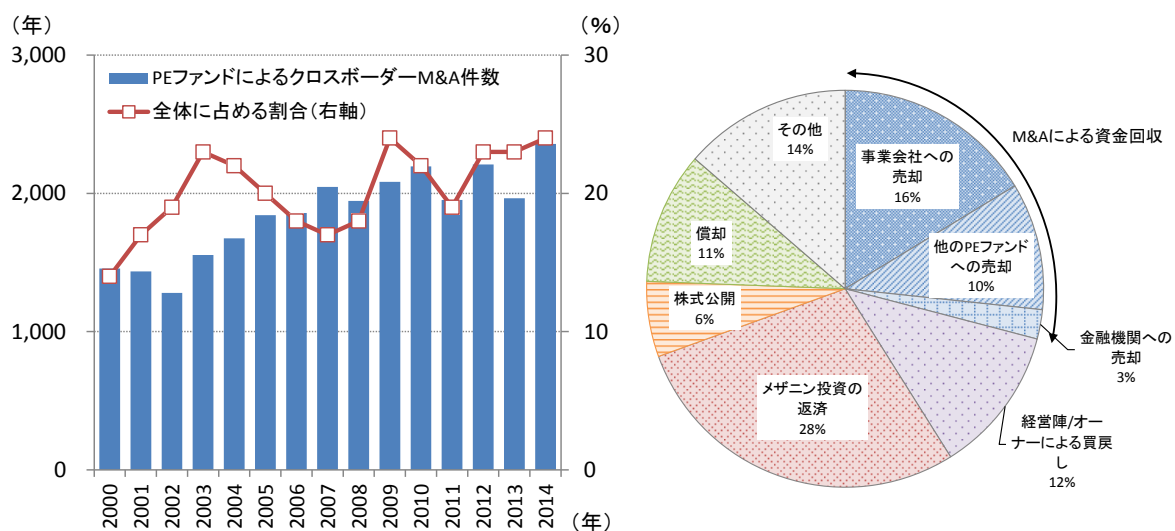 (年)
(%)
3,000
2,000
1,000
0
30
20
10
0
PEファンドによるクロスボーダーM&A件数
全体に占める割合(右軸)
2000
2001
2002
2003
2004
2005
2006
2007
2008
2009
2010
2011
2012
2013
2014
(年)
M&Aによる資金回収
事業会社への
売却
16%
他のPEファンド
への売却
10%
金融機関への
売却
3%
経営陣/オー
ナーによる買戻
し
12%
メザニン投資の
返済
28%
株式公開
6%
償却
11%
その他
14%